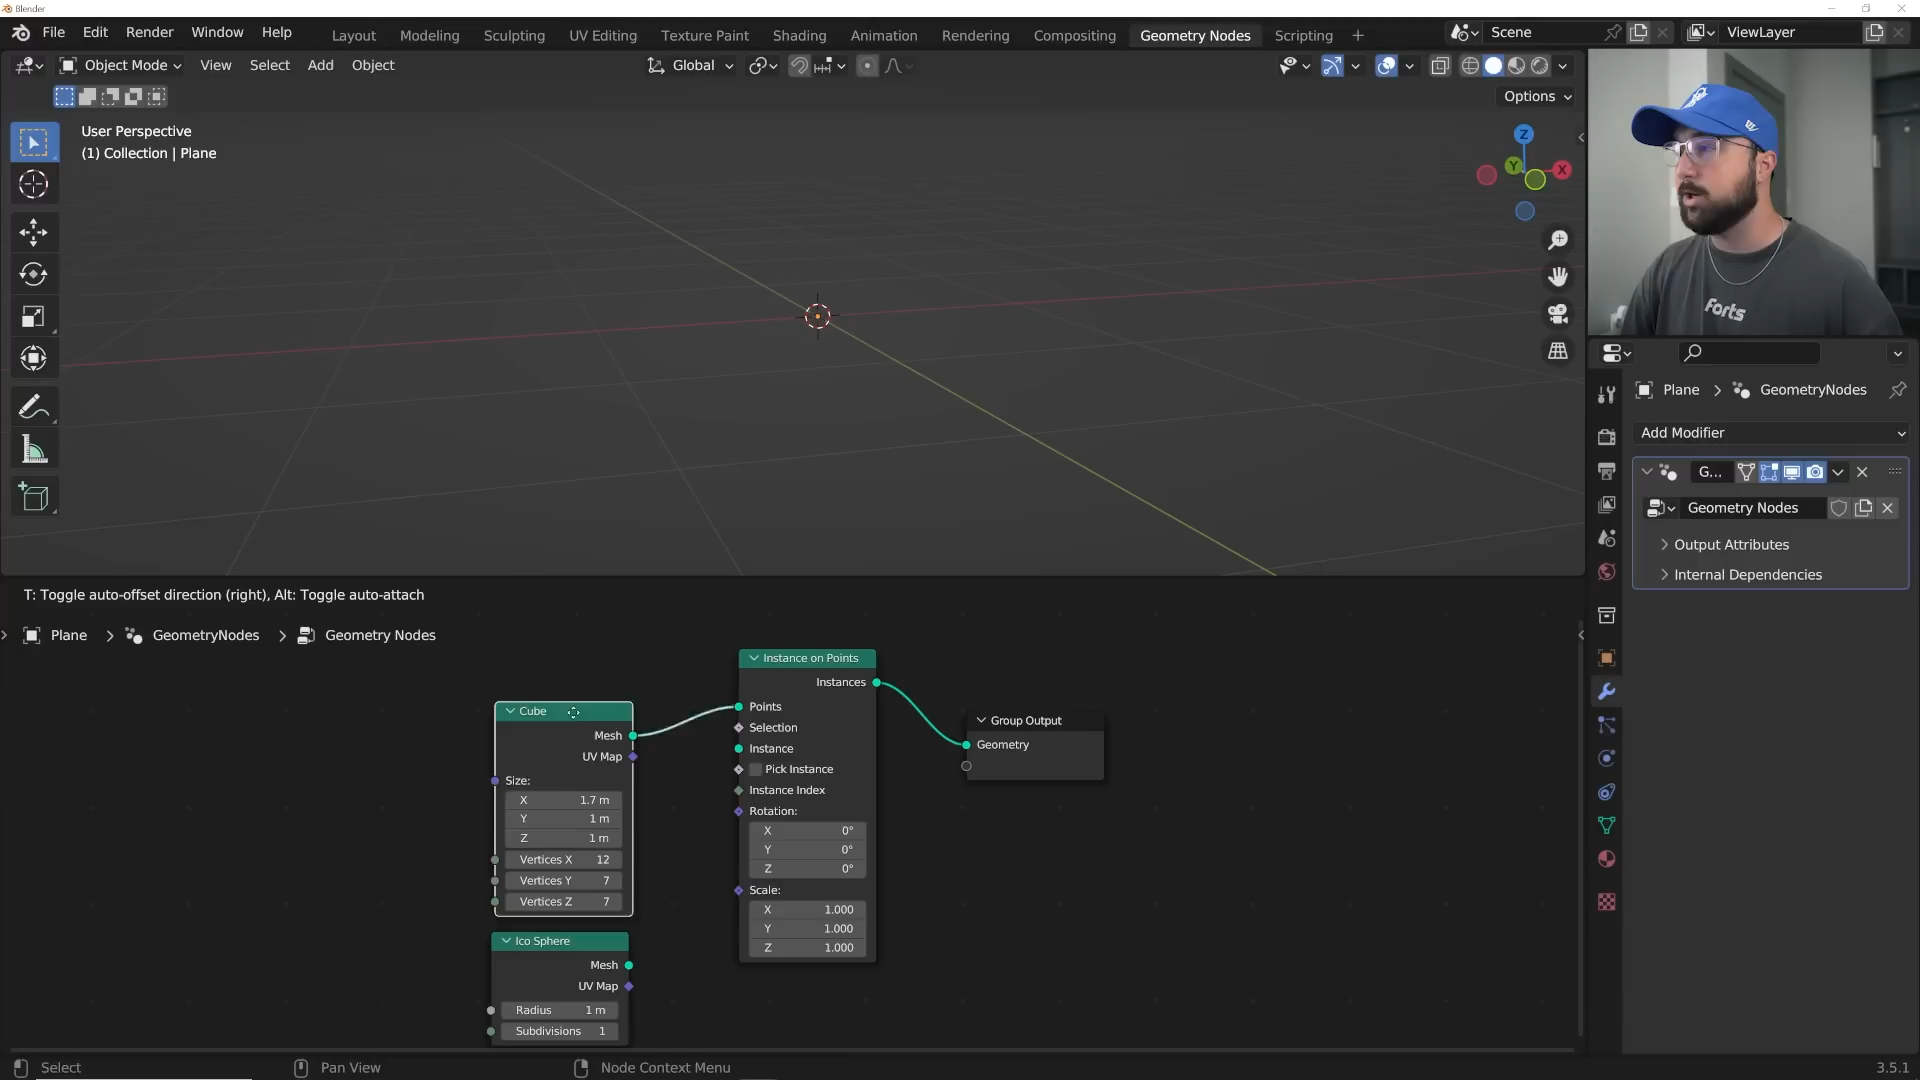 Blender
File Edit Render Window Help
Layout Modeling Sculpting UV Editing Texture Paint Shading Animation Rendering Compositing Geometry Nodes Scripting +
Scene
ViewLayer
Object Mode View Select Add Object
Global
Options
User Perspective
(1) Collection | Plane
Z
Y
X
forts
Plane > GeometryNodes
Add Modifier
G...
Geometry Nodes
Output Attributes
Internal Dependencies
T: Toggle auto-offset direction (right), Alt: Toggle auto-attach
Plane > GeometryNodes > Geometry Nodes
Cube
Mesh
UV Map
Size:
X 1.7 m
Y 1 m
Z 1 m
Vertices X 12
Vertices Y 7
Vertices Z 7
Ico Sphere
Mesh
UV Map
Radius 1 m
Subdivisions 1
Instance on Points
Instances
Points
Selection
Instance
Pick Instance
Instance Index
Rotation:
X 0°
Y 0°
Z 0°
Scale:
X 1.000
Y 1.000
Z 1.000
Group Output
Geometry
Select
Pan View
Node Context Menu
3.5.1